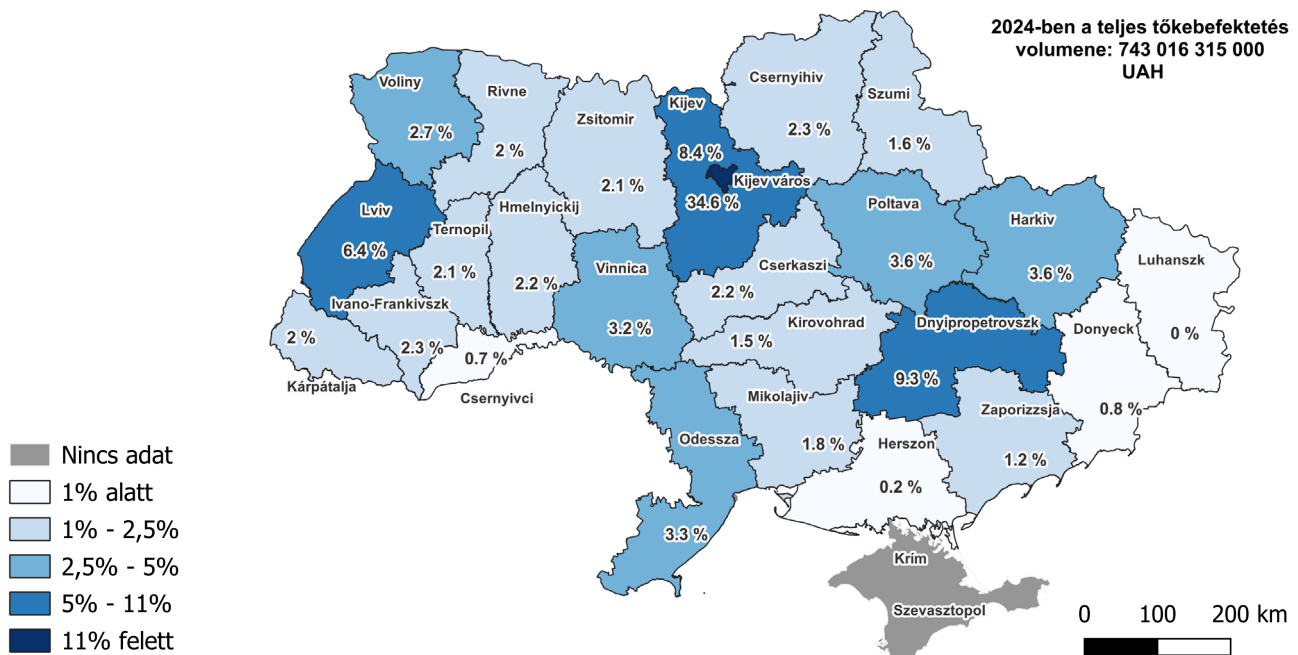 2024-ben a teljes tőkebefektetés
volumene: 743 016 315 000
UAH
Voliny
2.7 %
Rivne
2 %
Zsitomir
2.1 %
Kijev
8.4 %
Kijev város
34.6 %
Csernyihiv
2.3 %
Szumi
1.6 %
Lviv
6.4 %
Ternopil
2.1 %
Hmelnyickij
2.2 %
Vinnica
3.2 %
Cserkaszi
2.2 %
Poltava
3.6 %
Harkiv
3.6 %
Luhanszk
0 %
Ivano-Frankivszk
2.3 %
2 %
Kárpátalja
0.7 %
Csernyivci
Kirovohrad
1.5 %
Dnyipropetrovszk
9.3 %
Donyeck
0.8 %
Odessza
3.3 %
Mikolajiv
1.8 %
Herszon
0.2 %
Zaporizzsja
1.2 %
Krím
Szevasztopol
Nincs adat
1% alatt
1% - 2,5%
2,5% - 5%
5% - 11%
11% felett
0 100 200 km